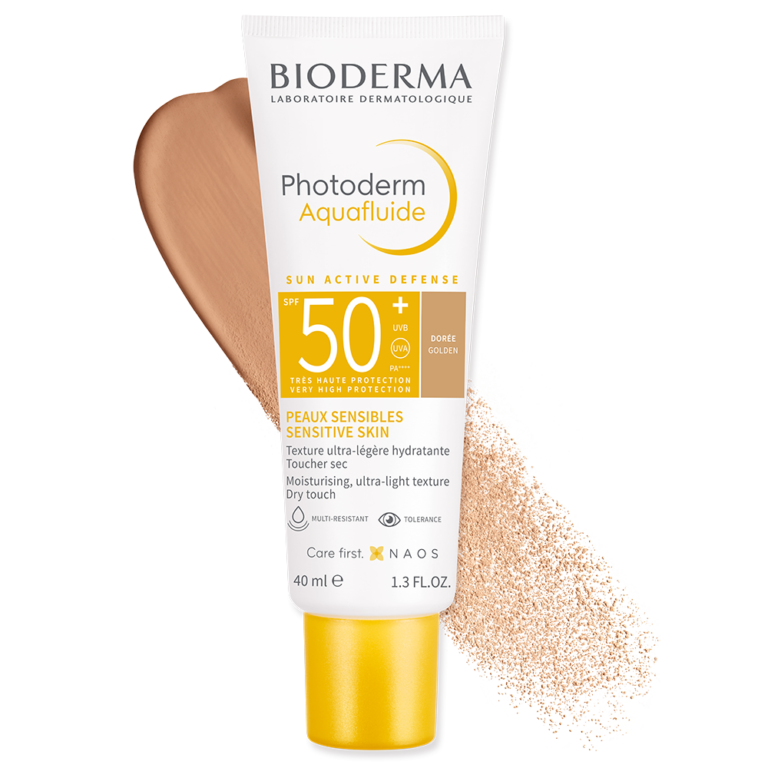 BIODERMA
LABORATOIRE DERMATOLOGIQUE
Photoderm
Aquafluide
SUN ACTIVE DEFENSE
SPF 50+
UVB
UVA
PA++++
TRÈS HAUTE PROTECTION
VERY HIGH PROTECTION
DORÉE
GOLDEN
PEAUX SENSIBLES
SENSITIVE SKIN
Texture ultra-légère hydratante
Toucher sec
Moisturising, ultra-light texture
Dry touch
MULTI-RESISTANT TOLERANCE
Care first. NAOS
40 ml ℮ 1.3 FL.OZ.